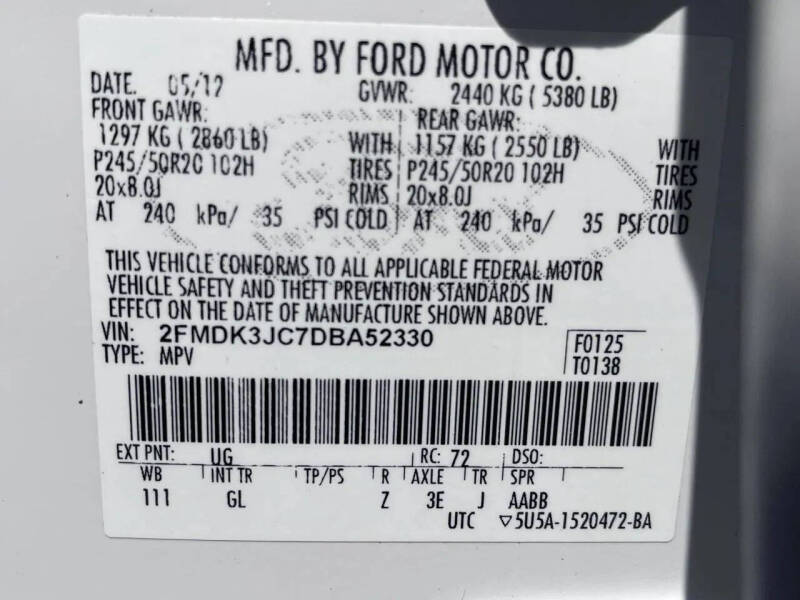 MFD. BY FORD MOTOR CO.
DATE. 05/12 GVWR: 2440 KG ( 5380 LB)
FRONT GAWR: REAR GAWR:
1297 KG ( 2860 LB) WITH 1157 KG ( 2550 LB) WITH
P245/50R20 102H TIRES P245/50R20 102H TIRES
20x8.0J RIMS 20x8.0J RIMS
AT 240 kPa/ 35 PSI COLD AT 240 kPa/ 35 PSI COLD
THIS VEHICLE CONFORMS TO ALL APPLICABLE FEDERAL MOTOR
VEHICLE SAFETY AND THEFT PREVENTION STANDARDS IN
EFFECT ON THE DATE OF MANUFACTURE SHOWN ABOVE.
VIN: 2FMDK3JC7DBA52330 F0125
TYPE: MPV T0138
EXT PNT: UG RC: 72 DSO:
WB INT TR TP/PS R AXLE TR SPR
111 GL Z 3E J AABB
UTC ▽5U5A-1520472-BA